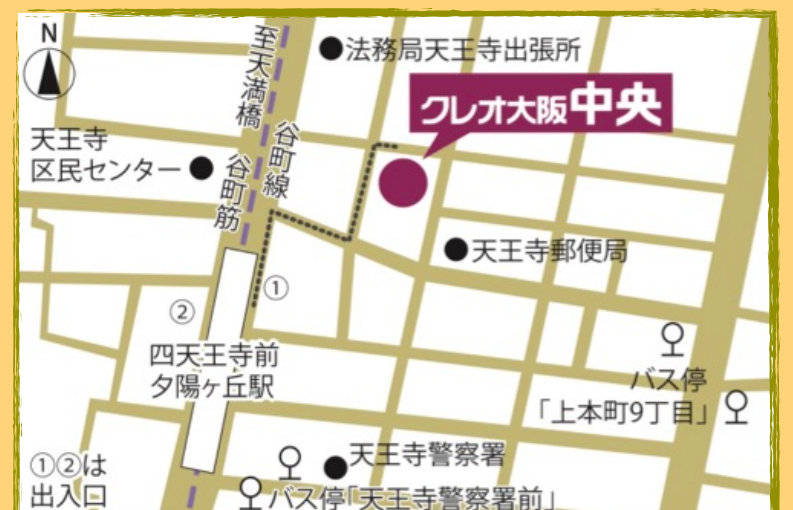 N
至天満橋
谷町線
谷町筋
法務局天王寺出張所
クレオ大阪中央
天王寺
区民センター
天王寺郵便局
①
②
四天王寺前
夕陽ヶ丘駅
バス停
「上本町9丁目」
天王寺警察署
バス停「天王寺警察署前」
①②は
出入口